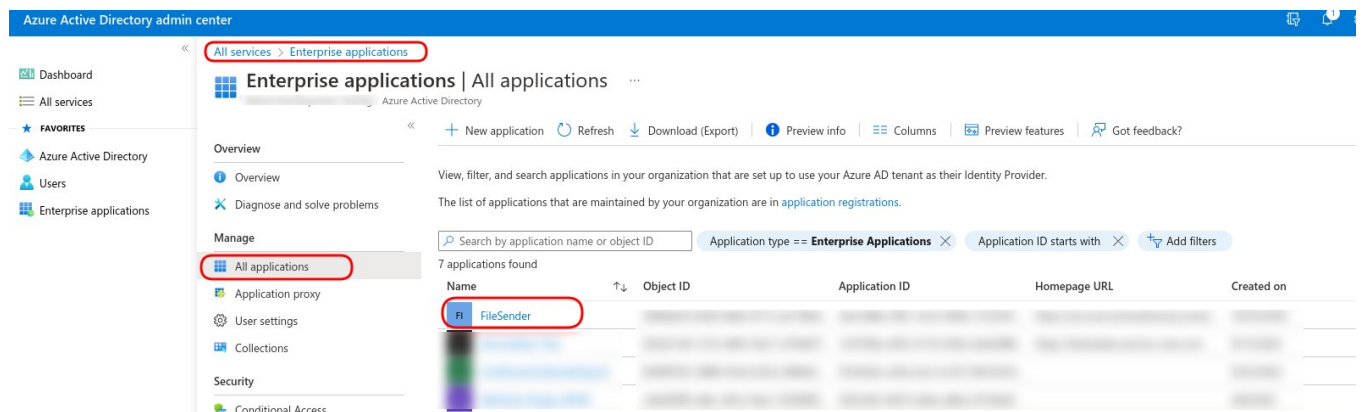 Azure Active Directory admin center
1
«
All services > Enterprise applications
Dashboard
All services
FAVORITES
Azure Active Directory
Users
Enterprise applications
Enterprise applications | All applications ...
Azure Active Directory
«
Overview
Overview
Diagnose and solve problems
Manage
All applications
Application proxy
User settings
Collections
Security
Conditional Access
New application Refresh Download (Export) Preview info Columns Preview features Got feedback?
View, filter, and search applications in your organization that are set up to use your Azure AD tenant as their Identity Provider.
The list of applications that are maintained by your organization are in application registrations.
Search by application name or object ID Application type == Enterprise Applications Application ID starts with Add filters
7 applications found
Name Object ID Application ID Homepage URL Created on
FI FileSender